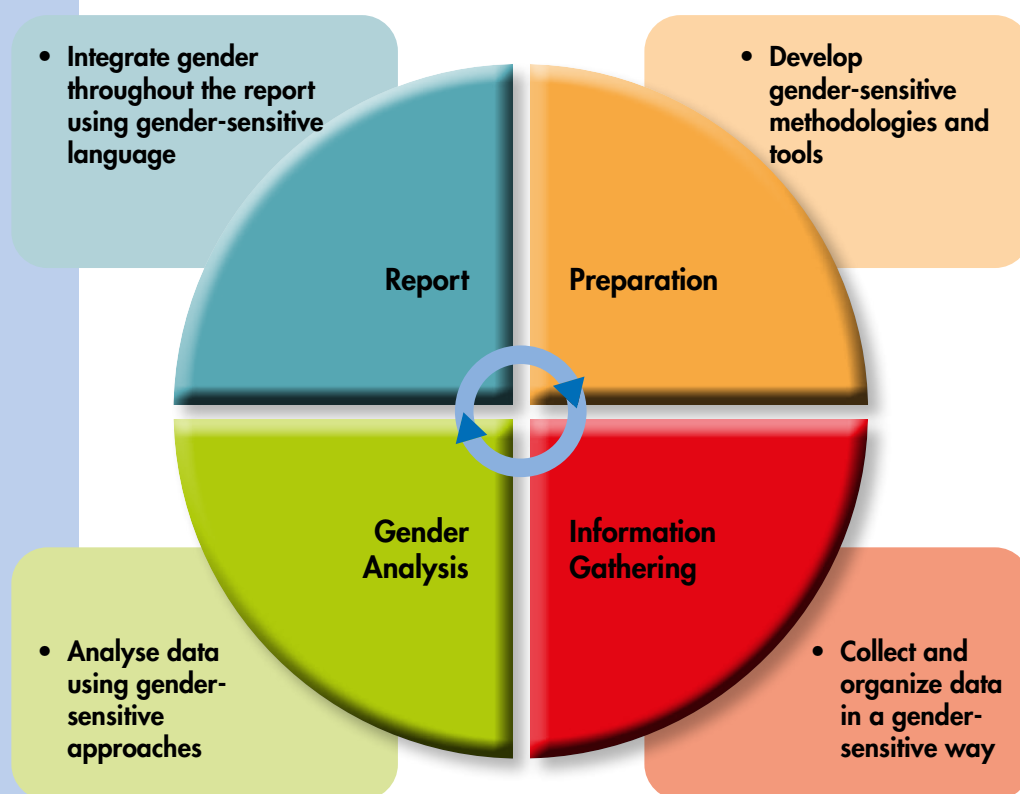 • Integrate gender
throughout the report
using gender-sensitive
language
• Develop
gender-sensitive
methodologies and
tools
Report
Preparation
Gender
Analysis
Information
Gathering
• Analyse data
using gender-
sensitive
approaches
• Collect and
organize data
in a gender-
sensitive way